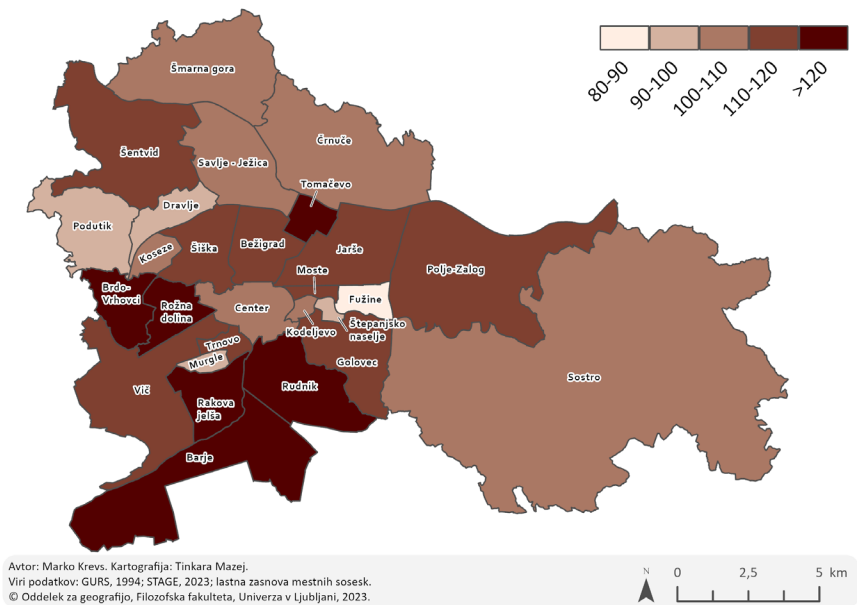 80-90
90-100
100-110
110-120
>120
Šmarna gora
Črnuče
Šentvid
Savlje - Ježica
Tomačevo
Dravlje
Podutik
Koseze
Šiška
Bežigrad
Jarše
Moste
Polje-Zalog
Brdo-
Vrhovci
Rožna
dolina
Center
Fužine
Kodeljevo
Štepanjsko
naselje
Trnovo
Murgle
Golovec
Vič
Rakova
jelša
Rudnik
Sostro
Barje
Avtor: Marko Krevs. Kartografija: Tinkara Mazej.
Viri podatkov: GURS, 1994; STAGE, 2023; lastna zasnova mestnih sosesk.
© Oddelek za geografijo, Filozofska fakulteta, Univerza v Ljubljani, 2023.
N
0 2,5 5 km